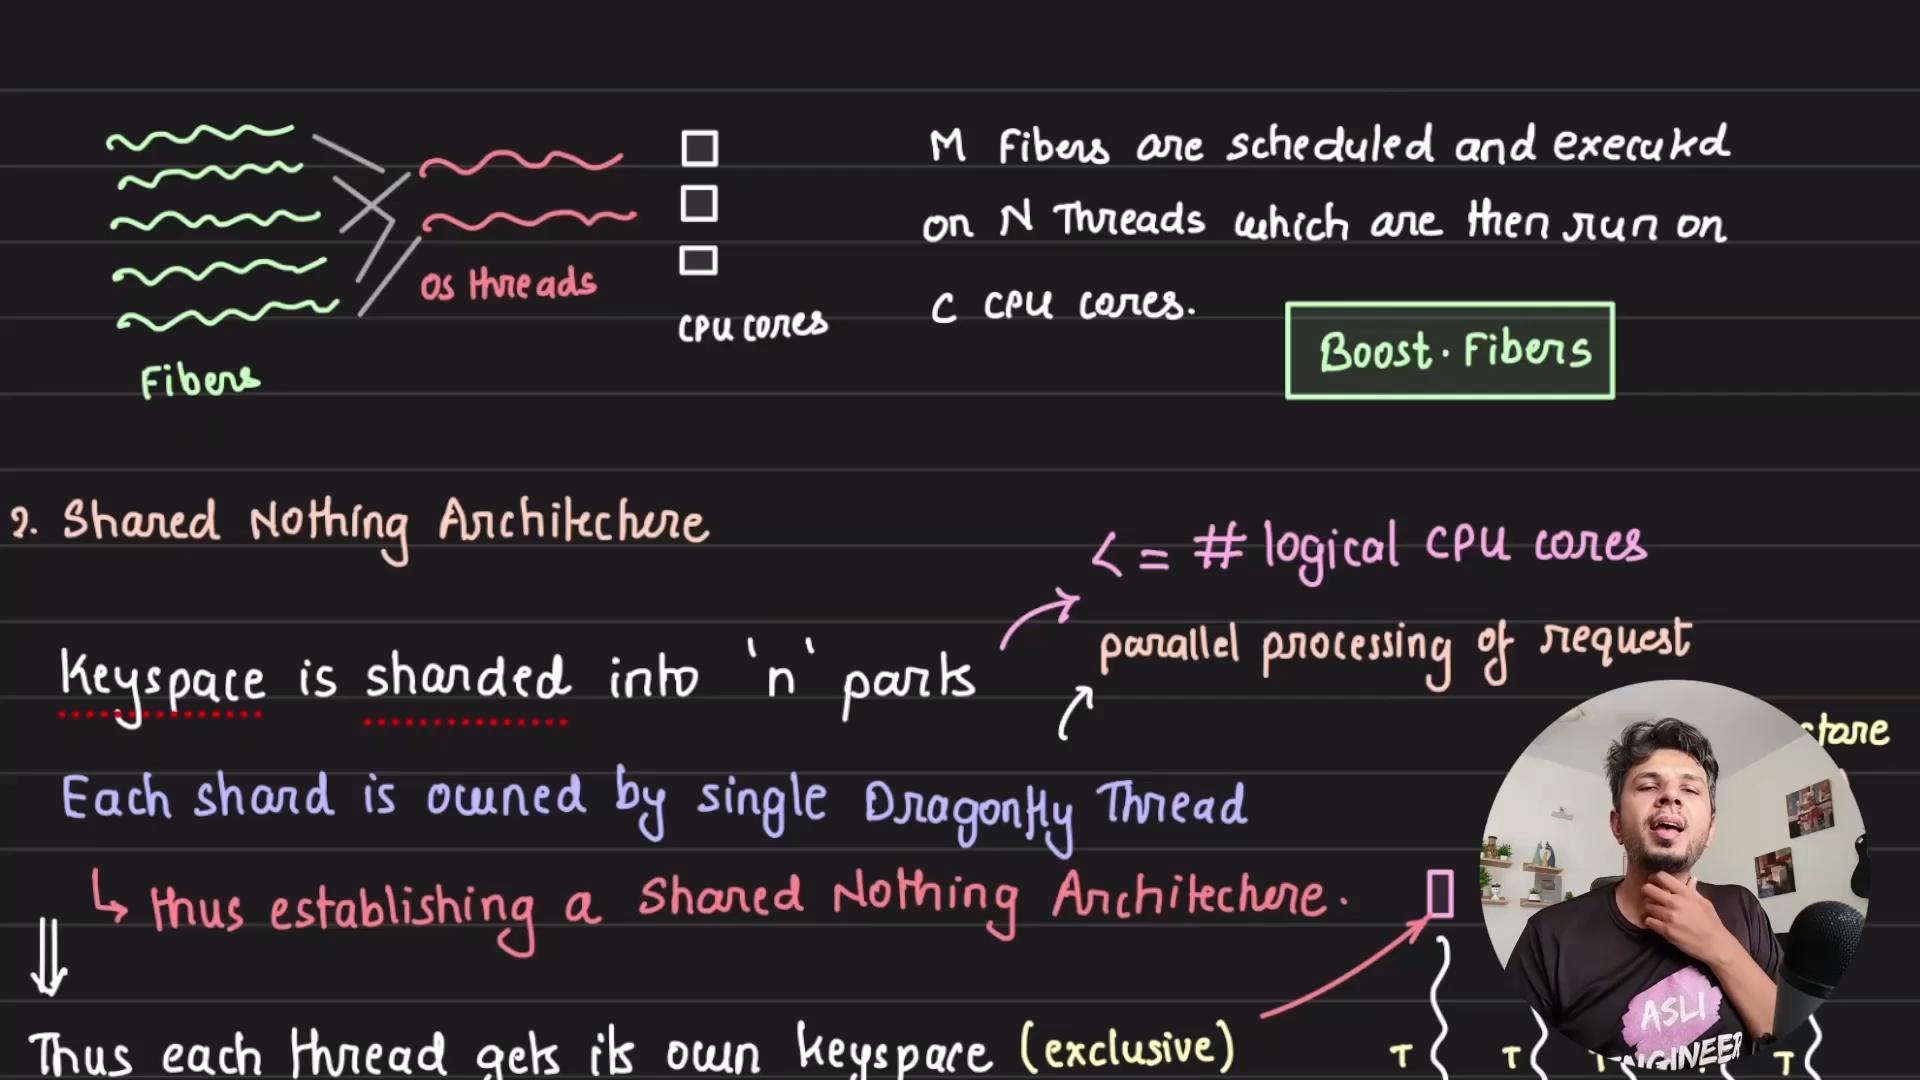 M Fibers are scheduled and executed
on N Threads which are then run on
C CPU cores.
OS threads
CPU cores
Boost.Fibers
Fibers
2. Shared Nothing Architecture
<= # logical CPU cores
parallel processing of request
Keyspace is sharded into 'n' parts
store
Each shard is owned by single Dragonfly Thread
↳ thus establishing a Shared Nothing Architecture.
Thus each thread gets its own keyspace (exclusive)
T T T T
ASLI
ENGINEER